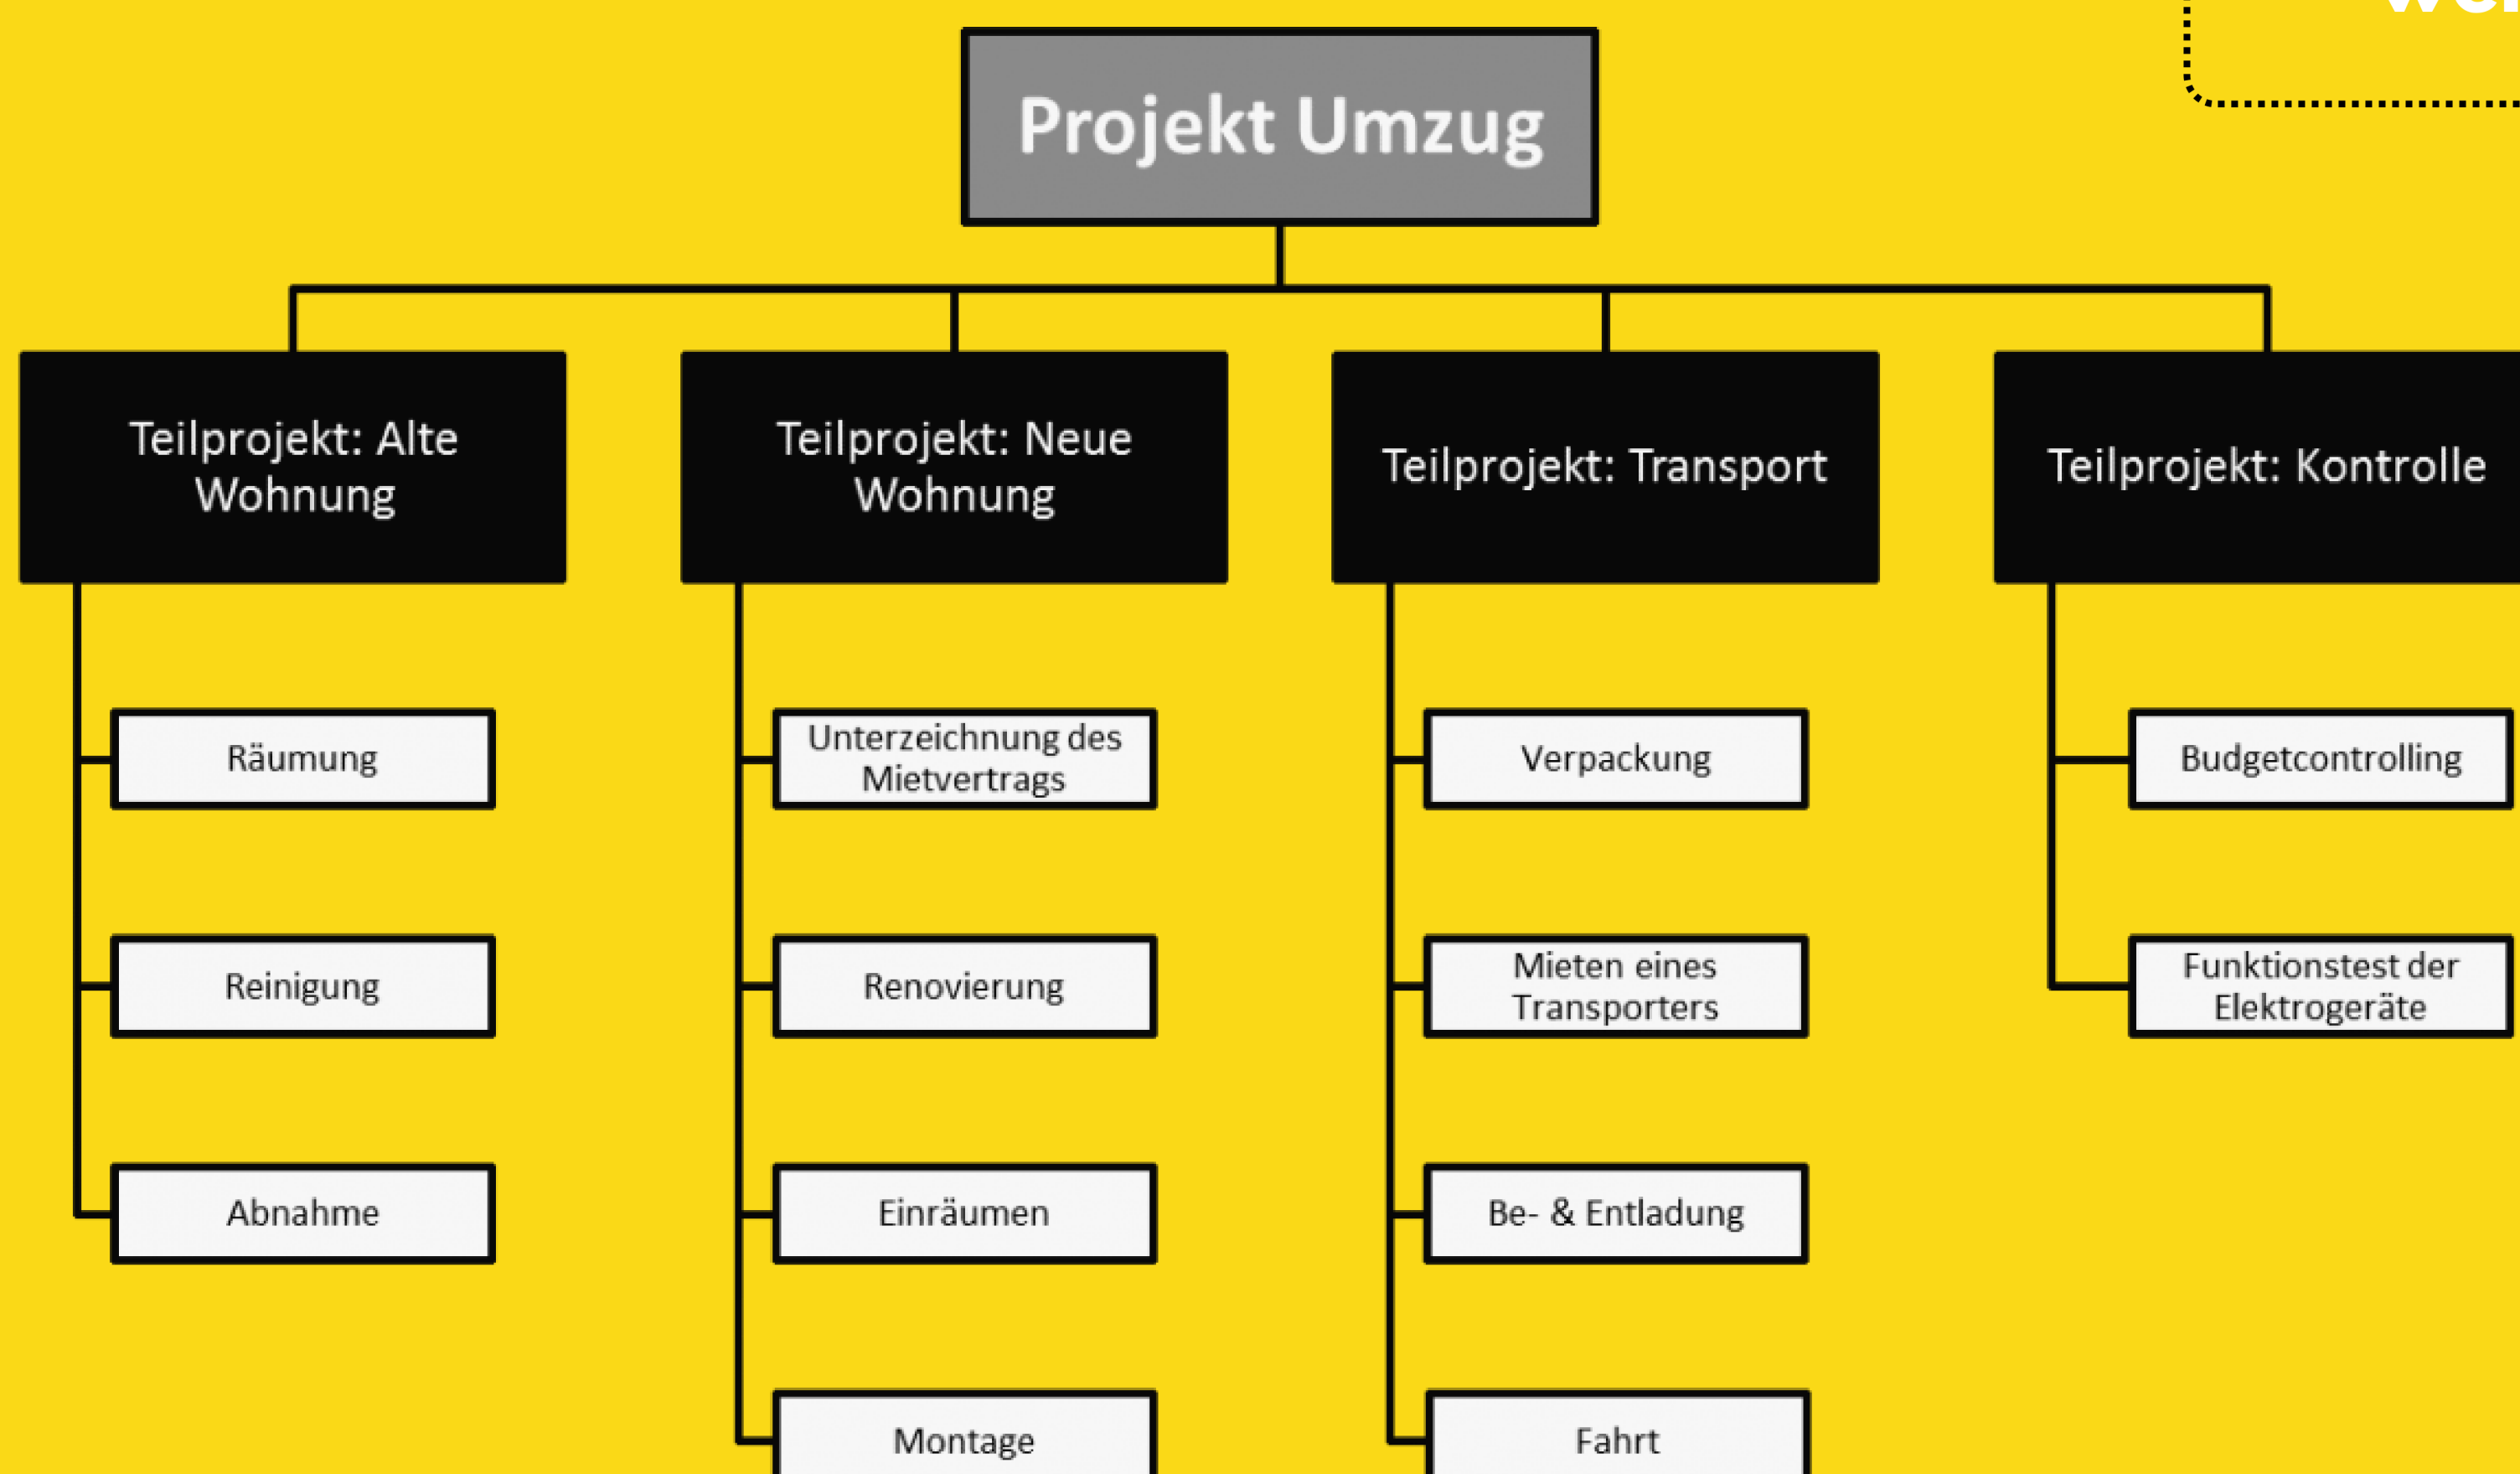 Projekt Umzug
Teilprojekt: Alte
Wohnung
Teilprojekt: Neue
Wohnung
Teilprojekt: Transport
Teilprojekt: Kontrolle
Räumung
Unterzeichnung des
Mietvertrags
Verpackung
Budgetcontrolling
Reinigung
Renovierung
Mieten eines
Transporters
Funktionstest der
Elektrogeräte
Abnahme
Einräumen
Be- & Entladung
Montage
Fahrt